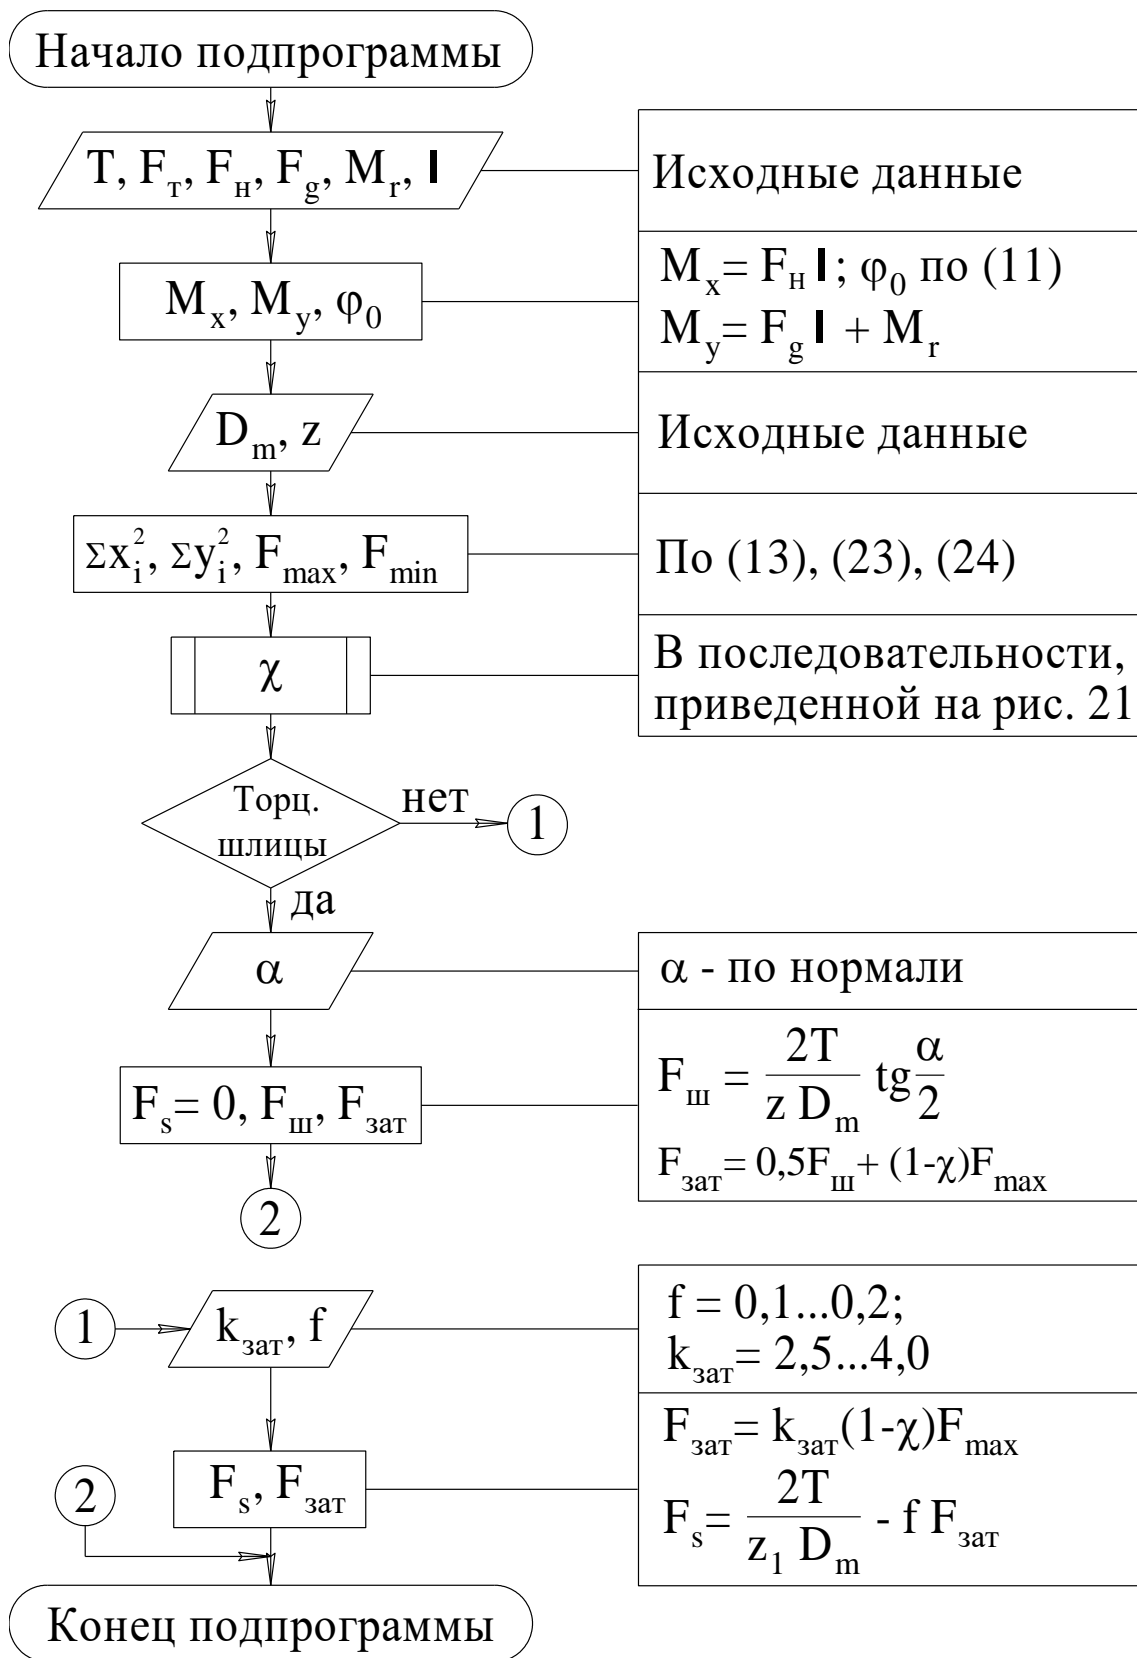 Начало подпрограммы
T, Fт, Fн, Fg, Mr, l
Исходные данные
Mx, My, φ0
Mx= Fн l; φ0 по (11)
My= Fg l + Mr
Dm, z
Исходные данные
Σxi², Σyi², Fmax, Fmin
По (13), (23), (24)
χ
В последовательности,
приведенной на рис. 21
Торц.
шлицы
нет
1
да
α
α - по нормали
Fs= 0, Fш, Fзат
Fш = 2T / (z Dm) tg α/2
Fзат= 0,5Fш+ (1-χ)Fmax
2
1
kзат, f
f = 0,1...0,2;
kзат= 2,5...4,0
2
Fs, Fзат
Fзат= kзат(1-χ)Fmax
Fs= 2T / (z1 Dm) - f Fзат
Конец подпрограммы